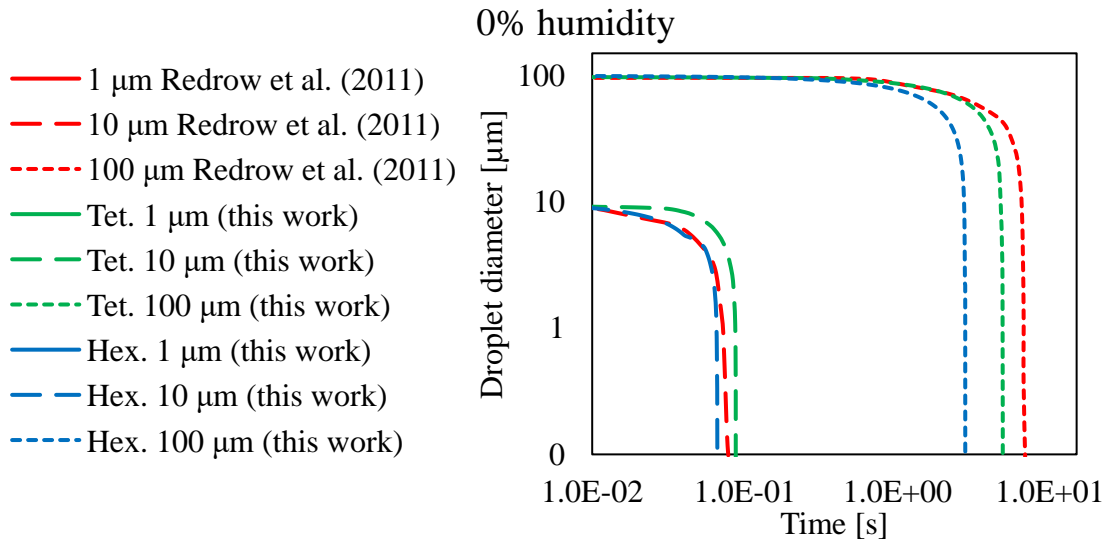 0% humidity
1 μm Redrow et al. (2011)
10 μm Redrow et al. (2011)
100 μm Redrow et al. (2011)
Tet. 1 μm (this work)
Tet. 10 μm (this work)
Tet. 100 μm (this work)
Hex. 1 μm (this work)
Hex. 10 μm (this work)
Hex. 100 μm (this work)
Droplet diameter [μm]
100
10
1
0
1.0E-02 1.0E-01 1.0E+00 1.0E+01
Time [s]